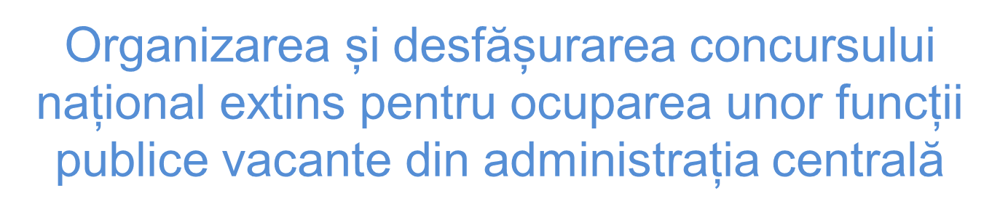 Organizarea și desfășurarea concursului
național extins pentru ocuparea unor funcții
publice vacante din administrația centrală